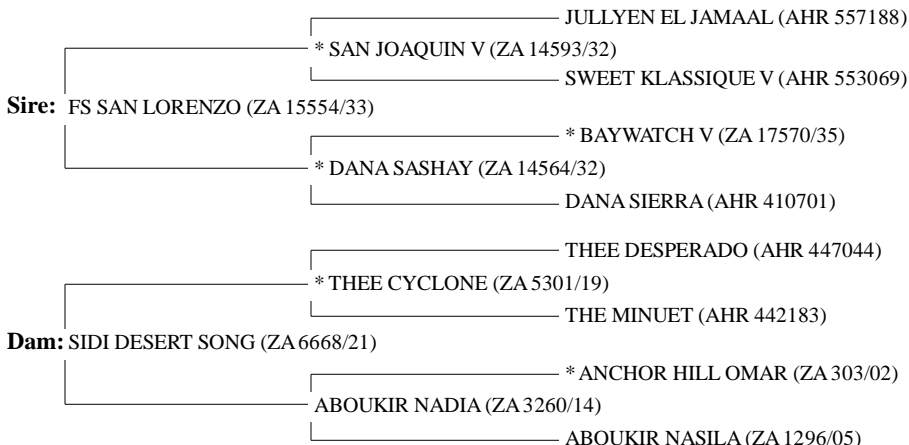 JULLYEN EL JAMAAL (AHR 557188)
* SAN JOAQUIN V (ZA 14593/32)
SWEET KLASSIQUE V (AHR 553069)
Sire: FS SAN LORENZO (ZA 15554/33)
* BAYWATCH V (ZA 17570/35)
* DANA SASHAY (ZA 14564/32)
DANA SIERRA (AHR 410701)
THEE DESPERADO (AHR 447044)
* THEE CYCLONE (ZA 5301/19)
THE MINUET (AHR 442183)
Dam: SIDI DESERT SONG (ZA 6668/21)
* ANCHOR HILL OMAR (ZA 303/02)
ABOUKIR NADIA (ZA 3260/14)
ABOUKIR NASILA (ZA 1296/05)